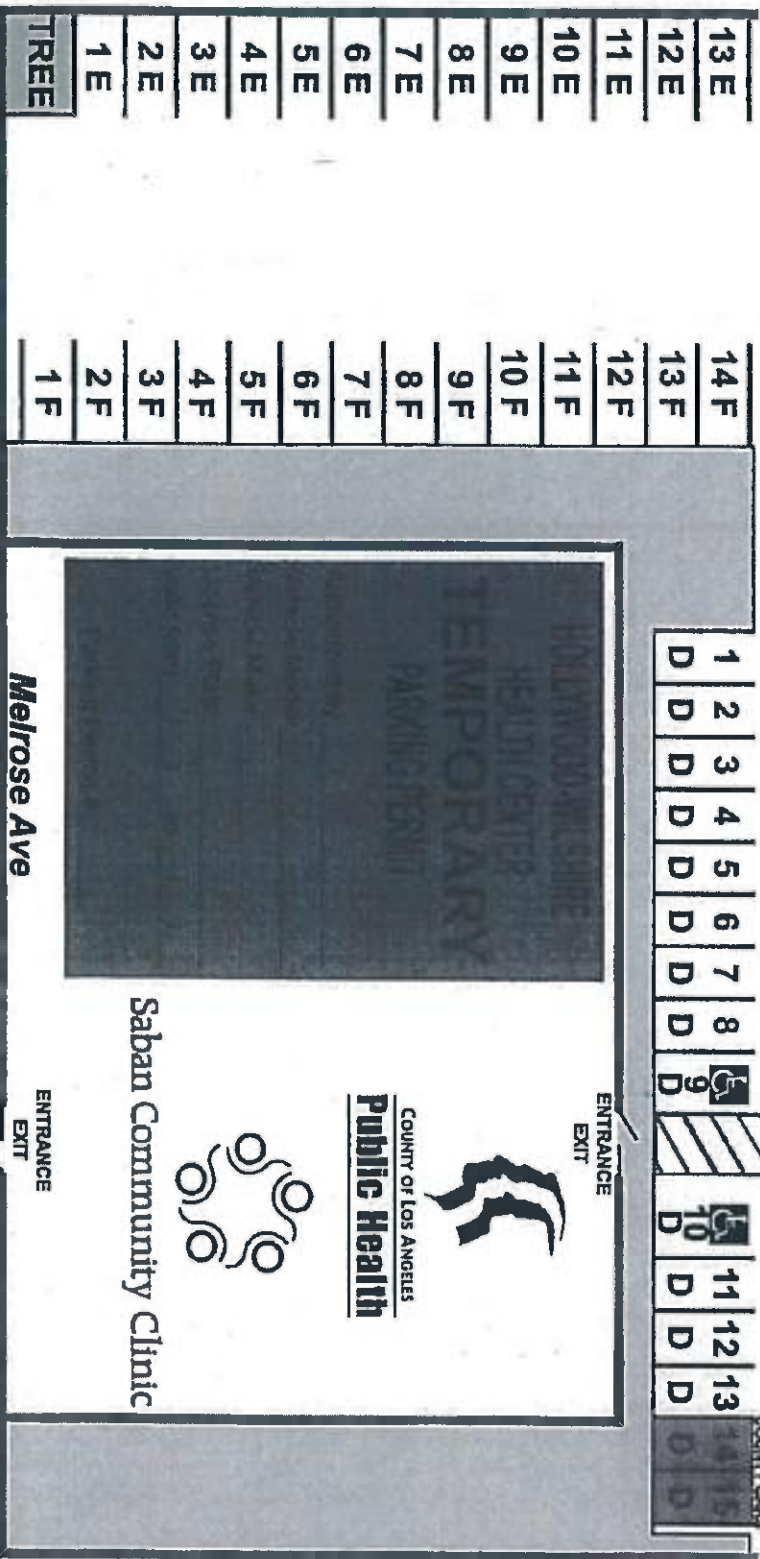 13 E
12 E
11 E
10 E
9 E
8 E
7 E
6 E
5 E
4 E
3 E
2 E
1 E
TREE
14 F
13 F
12 F
11 F
10 F
9 F
8 F
7 F
6 F
5 F
4 F
3 F
2 F
1 F
1 2 3 4 5 6 7 8 9 10 11 12 13 14 15
D D D D D D D D D D D D D D D
HOLLYWOOD-WILSHIRE
HEALTH CENTER
TEMPORARY
PARKING PERMIT
ENTRANCE
EXIT
COUNTY OF LOS ANGELES
Public Health
Saban Community Clinic
ENTRANCE
EXIT
Melrose Ave